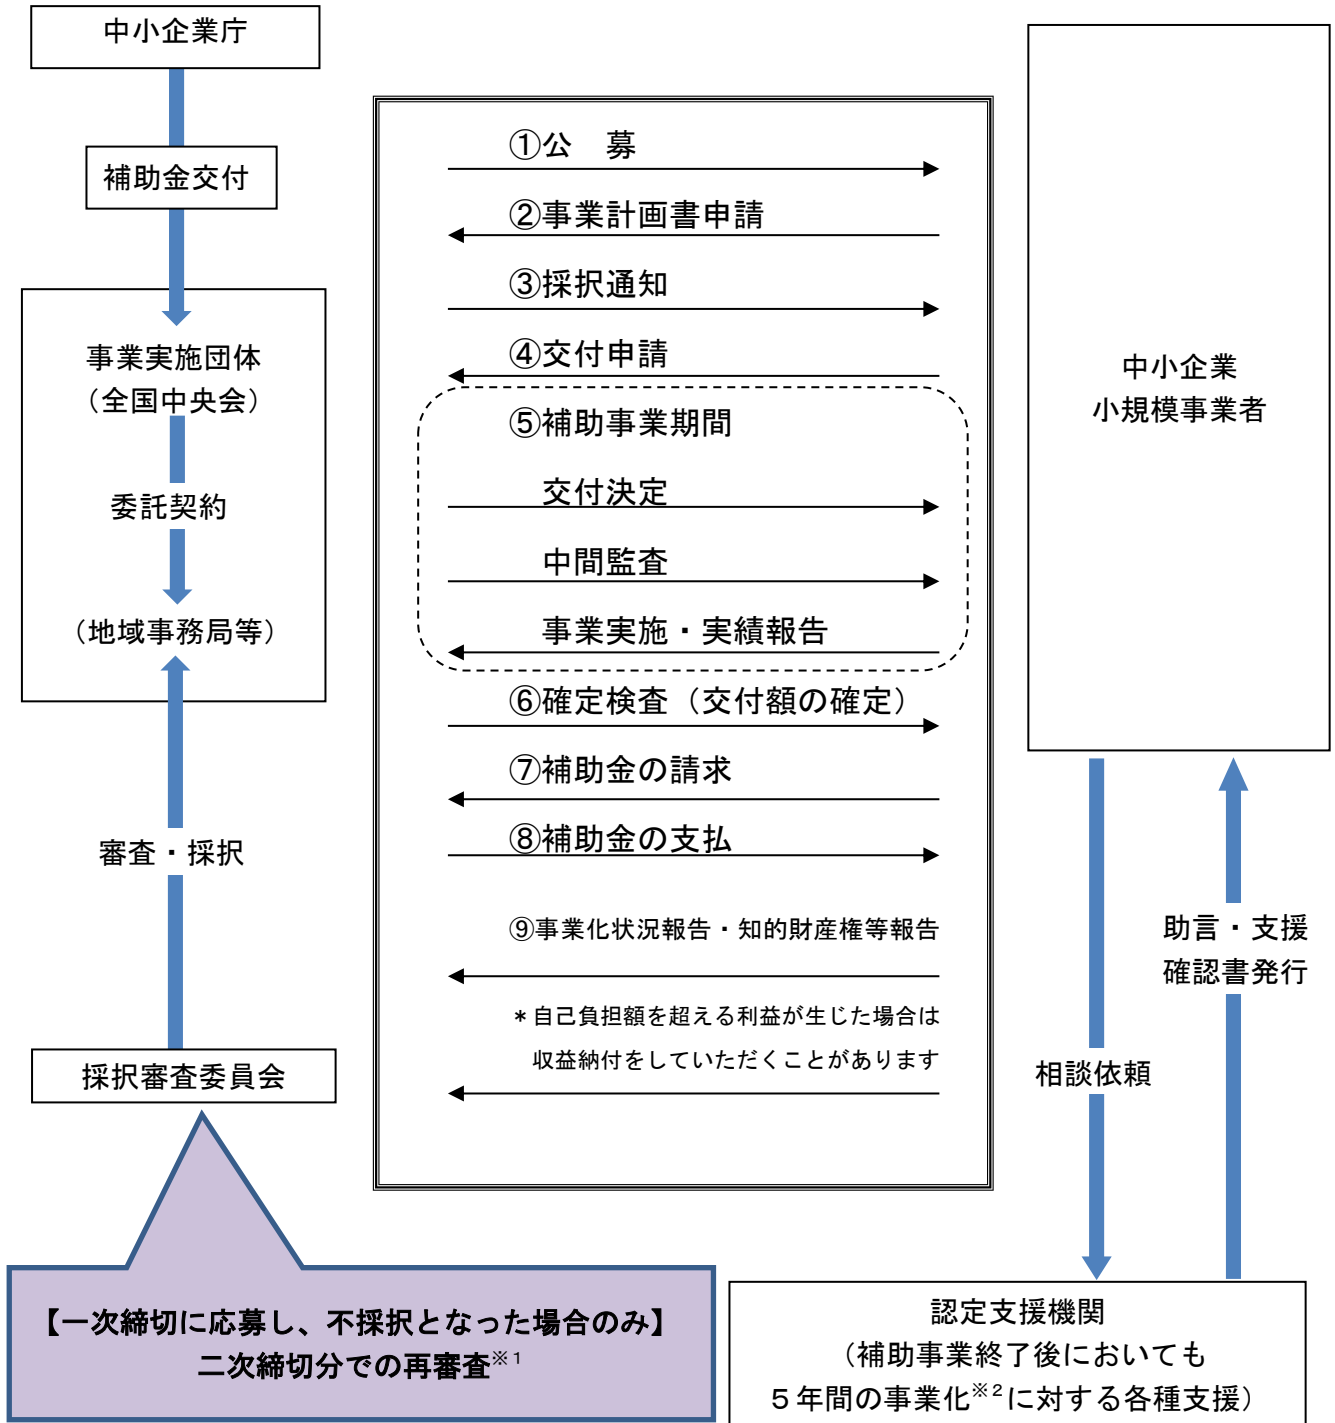 中小企業庁
補助金交付
事業実施団体
（全国中央会）
委託契約
（地域事務局等）
審査・採択
採択審査委員会
【一次締切に応募し、不採択となった場合のみ】
二次締切分での再審査※１
①公　募
②事業計画書申請
③採択通知
④交付申請
⑤補助事業期間
交付決定
中間監査
事業実施・実績報告
⑥確定検査（交付額の確定）
⑦補助金の請求
⑧補助金の支払
⑨事業化状況報告・知的財産権等報告
＊自己負担額を超える利益が生じた場合は
収益納付をしていただくことがあります
中小企業
小規模事業者
相談依頼
助言・支援
確認書発行
認定支援機関
（補助事業終了後においても
５年間の事業化※２に対する各種支援）